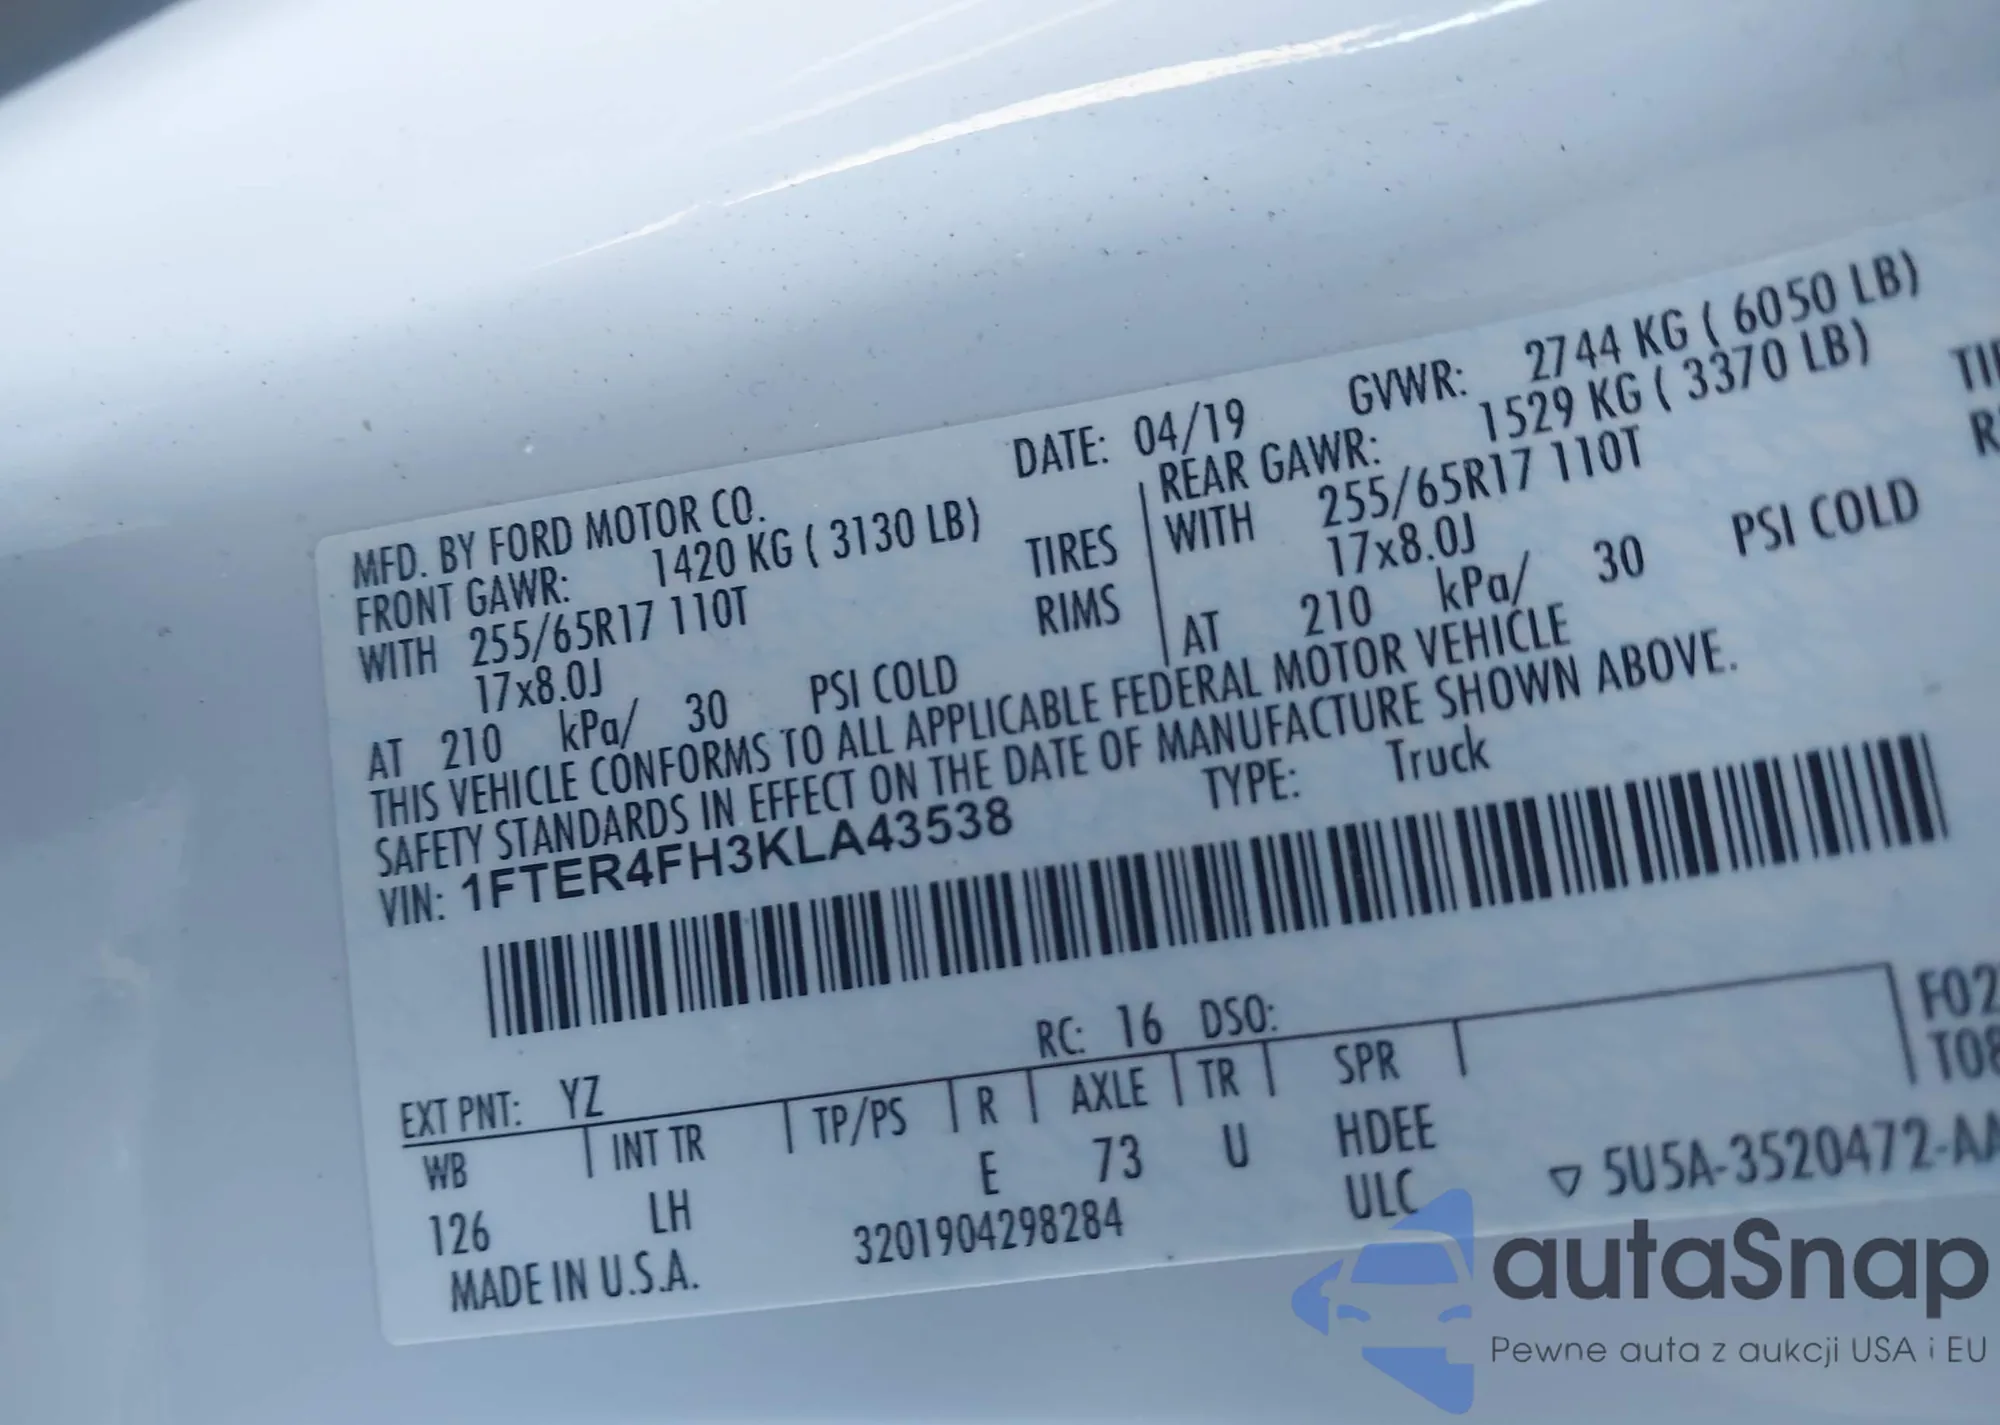 MFD. BY FORD MOTOR CO.
DATE: 04/19 GVWR: 2744 KG ( 6050 LB)
FRONT GAWR: 1420 KG ( 3130 LB)
REAR GAWR: 1529 KG ( 3370 LB)
WITH 255/65R17 110T TIRES
WITH 255/65R17 110T TI
17x8.0J RIMS
17x8.0J R
AT 210 kPa/ 30 PSI COLD
AT 210 kPa/ 30 PSI COLD
THIS VEHICLE CONFORMS TO ALL APPLICABLE FEDERAL MOTOR VEHICLE
SAFETY STANDARDS IN EFFECT ON THE DATE OF MANUFACTURE SHOWN ABOVE.
VIN: 1FTER4FH3KLA43538 TYPE: Truck
F02
T08
EXT PNT: YZ RC: 16 DSO:
WB INT TR TP/PS R AXLE TR SPR
126 LH E 73 U HDEE
ULC
MADE IN U.S.A. 3201904298284
▽ 5U5A-3520472-AA
autaSnap
Pewne auta z aukcji USA i EU